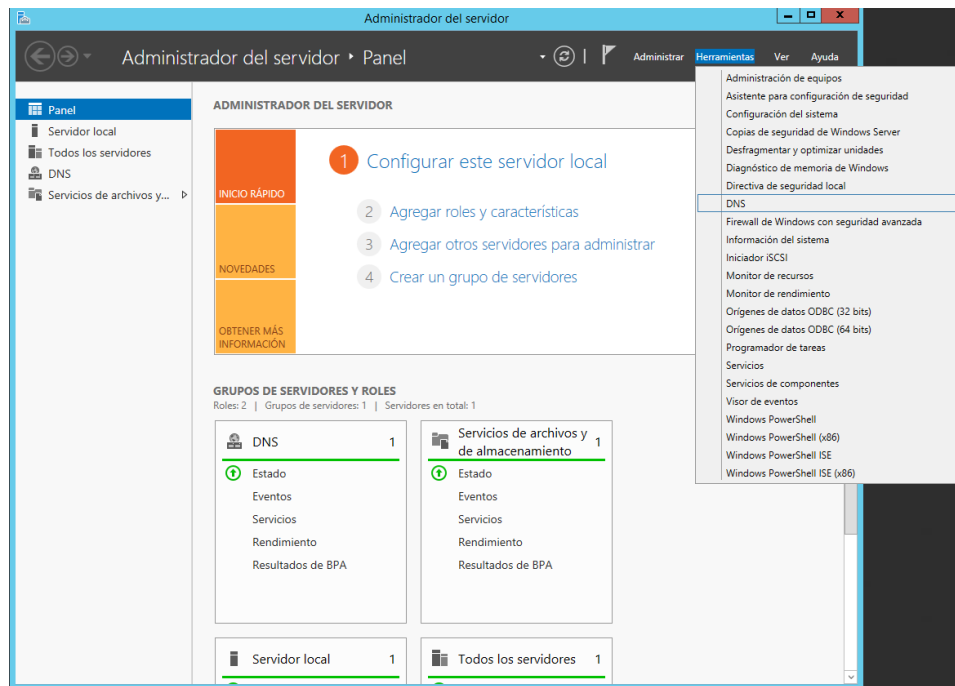 Administrador del servidor
Administrador del servidor ‣ Panel
Administrar
Herramientas
Ver
Ayuda
Panel
Servidor local
Todos los servidores
DNS
Servicios de archivos y...
ADMINISTRADOR DEL SERVIDOR
INICIO RÁPIDO
NOVEDADES
OBTENER MÁS
INFORMACIÓN
1 Configurar este servidor local
2 Agregar roles y características
3 Agregar otros servidores para administrar
4 Crear un grupo de servidores
Administración de equipos
Asistente para configuración de seguridad
Configuración del sistema
Copias de seguridad de Windows Server
Desfragmentar y optimizar unidades
Diagnóstico de memoria de Windows
Directiva de seguridad local
DNS
Firewall de Windows con seguridad avanzada
Información del sistema
Iniciador iSCSI
Monitor de recursos
Monitor de rendimiento
Orígenes de datos ODBC (32 bits)
Orígenes de datos ODBC (64 bits)
Programador de tareas
Servicios
Servicios de componentes
Visor de eventos
Windows PowerShell
Windows PowerShell (x86)
Windows PowerShell ISE
Windows PowerShell ISE (x86)
GRUPOS DE SERVIDORES Y ROLES
Roles: 2 | Grupos de servidores: 1 | Servidores en total: 1
DNS 1
Estado
Eventos
Servicios
Rendimiento
Resultados de BPA
Servicios de archivos y
de almacenamiento 1
Estado
Eventos
Servicios
Rendimiento
Resultados de BPA
Servidor local 1
Todos los servidores 1